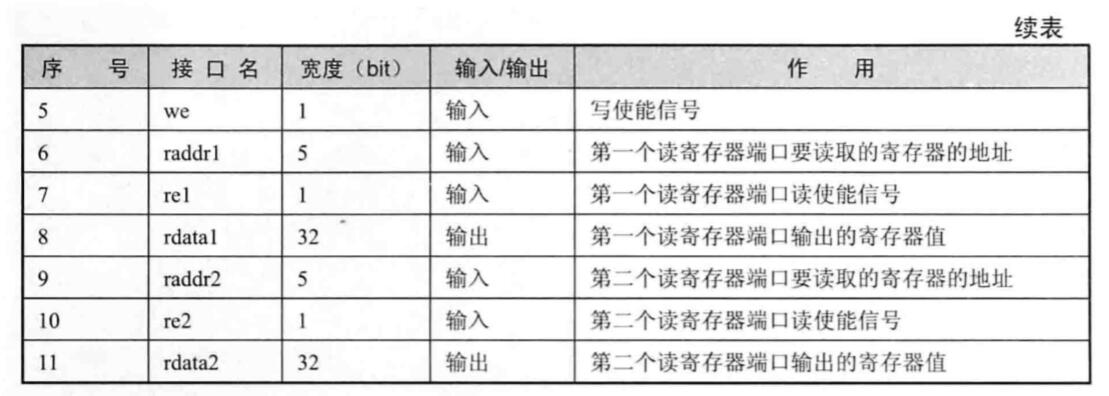 续表
序 号 接 口 名 宽度（bit） 输入/输出 作 用
5 we 1 输入 写使能信号
6 raddr1 5 输入 第一个读寄存器端口要读取的寄存器的地址
7 re1 1 输入 第一个读寄存器端口读使能信号
8 rdata1 32 输出 第一个读寄存器端口输出的寄存器值
9 raddr2 5 输入 第二个读寄存器端口要读取的寄存器的地址
10 re2 1 输入 第二个读寄存器端口读使能信号
11 rdata2 32 输出 第二个读寄存器端口输出的寄存器值